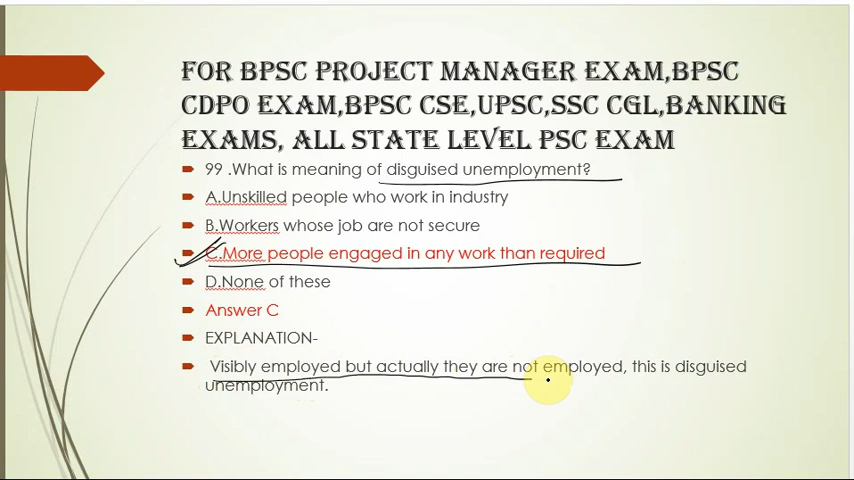 FOR BPSC PROJECT MANAGER EXAM,BPSC
CDPO EXAM,BPSC CSE,UPSC,SSC CGL,BANKING
EXAMS, ALL STATE LEVEL PSC EXAM
99 .What is meaning of disguised unemployment?
A.Unskilled people who work in industry
B.Workers whose job are not secure
C.More people engaged in any work than required
D.None of these
Answer C
EXPLANATION-
Visibly employed but actually they are not employed, this is disguised
unemployment.